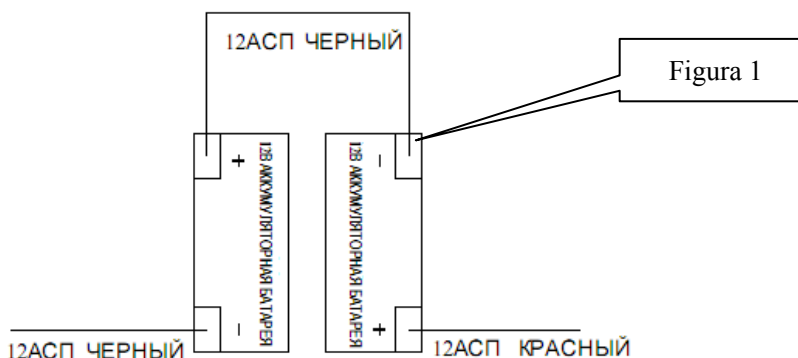 12АСП ЧЕРНЫЙ
Figura 1
+
12В АККУМУЛЯТОРНАЯ БАТАРЕЯ
−
−
12В АККУМУЛЯТОРНАЯ БАТАРЕЯ
+
12АСП ЧЕРНЫЙ
12АСП КРАСНЫЙ